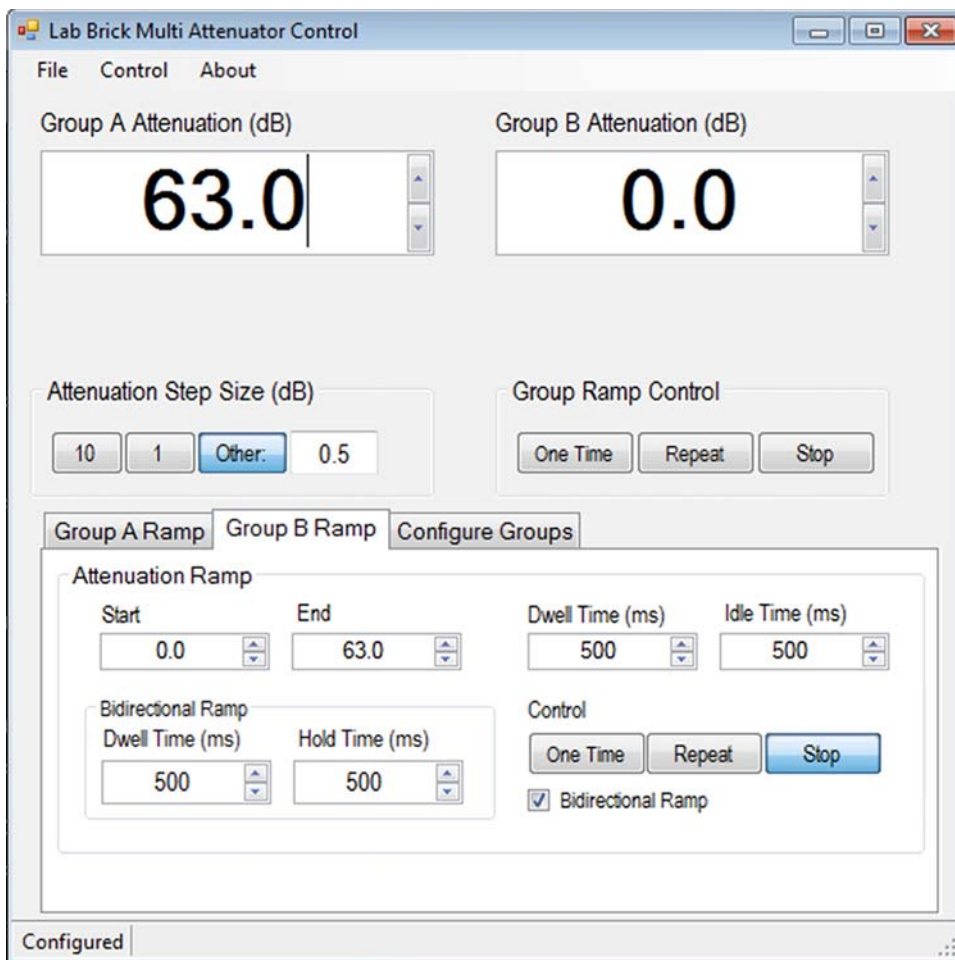 Lab Brick Multi Attenuator Control
File Control About
Group A Attenuation (dB) Group B Attenuation (dB)
63.0 0.0
Attenuation Step Size (dB) Group Ramp Control
10 1 Other: 0.5 One Time Repeat Stop
Group A Ramp Group B Ramp Configure Groups
Attenuation Ramp
Start End Dwell Time (ms) Idle Time (ms)
0.0 63.0 500 500
Bidirectional Ramp Control
Dwell Time (ms) Hold Time (ms)
500 500 One Time Repeat Stop
Bidirectional Ramp
Configured